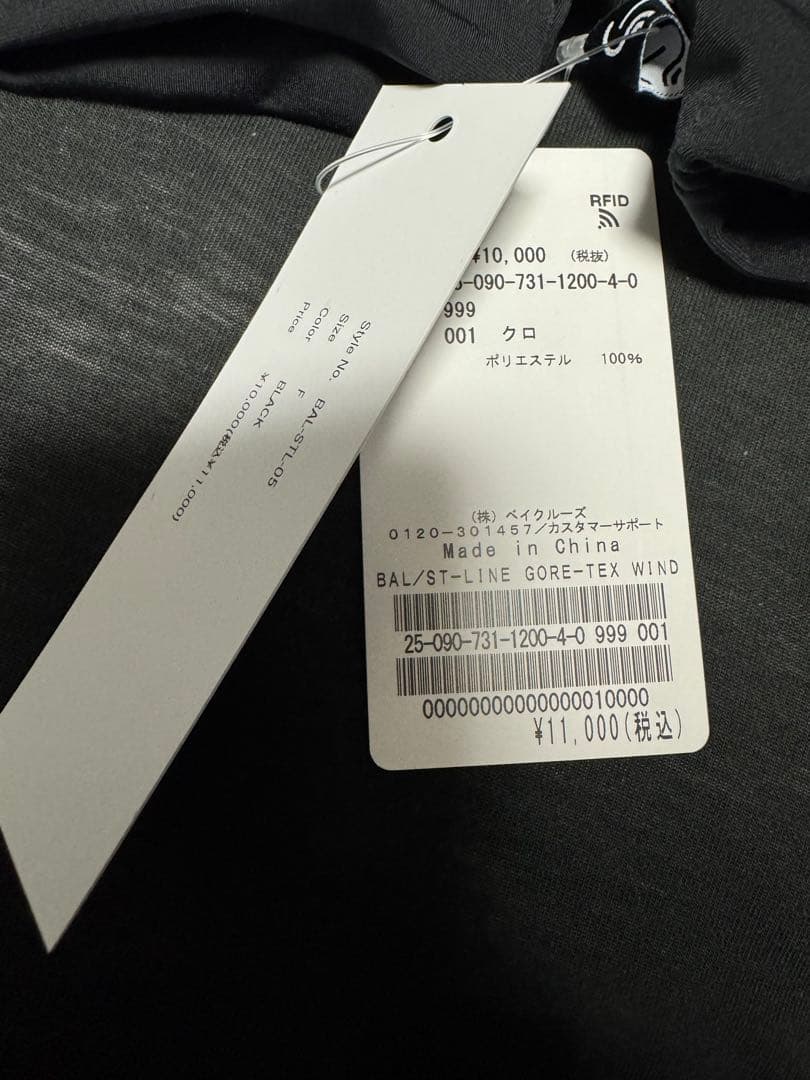 Style No. BAL-STL-05
Size F
Color BLACK
Price ¥10,000(税込¥11,000)
RFID
¥10,000 (税抜)
5-090-731-1200-4-0
999
001 クロ
ポリエステル 100%
(株) ベイクルーズ
0120-301457/カスタマーサポート
Made in China
BAL/ST-LINE GORE-TEX WIND
25-090-731-1200-4-0 999 001
00000000000000010000
¥11,000(税込)